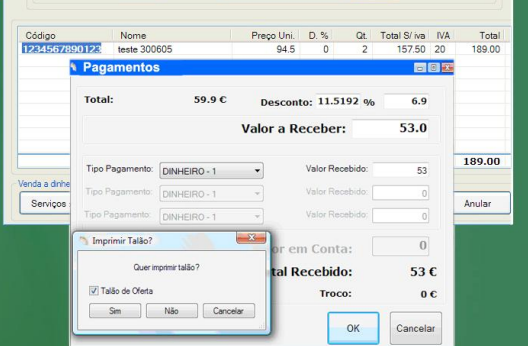 Código Nome Preço Uni. D. % Qt. Total S/ iva IVA Total
1234567890123 teste 300605 94.5 0 2 157.50 20 189.00
Pagamentos
Total: 59.9 € Desconto: 11.5192 % 6.9
Valor a Receber: 53.0
189.00
Tipo Pagamento: DINHEIRO - 1 Valor Recebido: 53
Venda a dinhe
Tipo Pagamento: DINHEIRO - 1 Valor Recebido: 0
Serviços Anular
Tipo Pagamento: DINHEIRO - 1 Valor Recebido: 0
Imprimir Talão?
or em Conta: 0
Quer imprimir talão?
tal Recebido: 53 €
Talão de Oferta
Troco: 0 €
Sim Não Cancelar
OK Cancelar